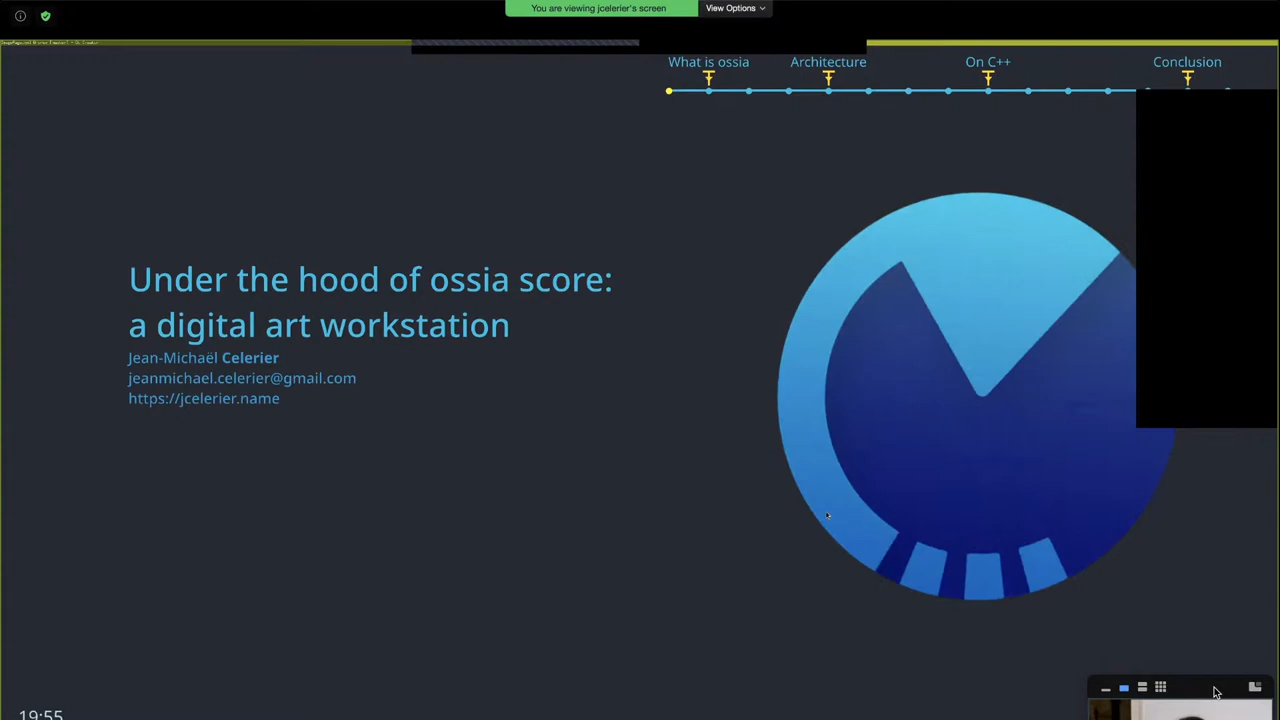 You are viewing jcelerier's screen
View Options
What is ossia
Architecture
On C++
Conclusion
Under the hood of ossia score:
a digital art workstation
Jean-Michaël Celerier
jeanmichael.celerier@gmail.com
https://jcelerier.name
19:55